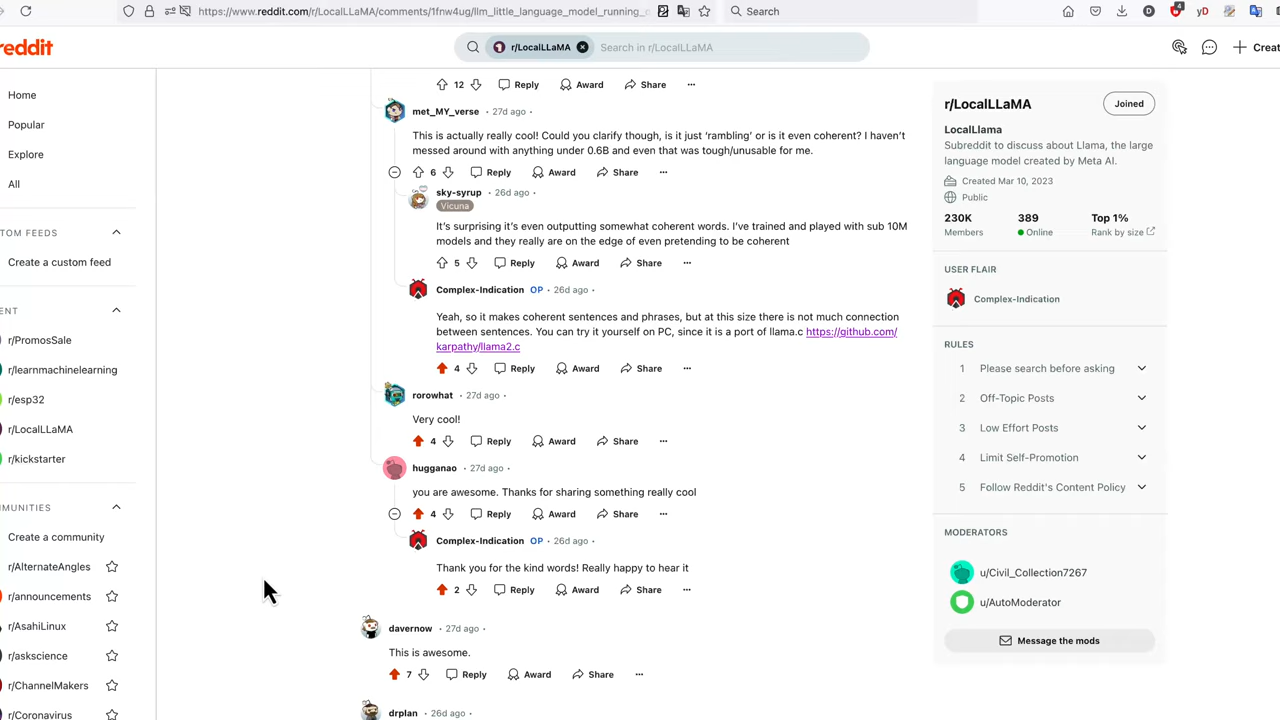 https://www.reddit.com/r/LocalLLaMA/comments/1fnw4ug/llm_little_language_model_running_
Search
D
4
yD
reddit
r/LocalLLaMA
Search in r/LocalLLaMA
Creat
Home
Popular
Explore
All
TOM FEEDS
Create a custom feed
ENT
r/PromosSale
r/learnmachinelearning
r/esp32
r/LocalLLaMA
r/kickstarter
MUNITIES
Create a community
r/AlternateAngles
r/announcements
r/AsahiLinux
r/askscience
r/ChannelMakers
r/Coronavirus
12 Reply Award Share ...
met_MY_verse • 27d ago •
This is actually really cool! Could you clarify though, is it just ‘rambling’ or is it even coherent? I haven’t
messed around with anything under 0.6B and even that was tough/unusable for me.
6 Reply Award Share ...
sky-syrup • 26d ago •
Vicuna
It’s surprising it’s even outputting somewhat coherent words. I’ve trained and played with sub 10M
models and they really are on the edge of even pretending to be coherent
5 Reply Award Share ...
Complex-Indication OP • 26d ago •
Yeah, so it makes coherent sentences and phrases, but at this size there is not much connection
between sentences. You can try it yourself on PC, since it is a port of llama.c https://github.com/
karpathy/llama2.c
4 Reply Award Share ...
rorowhat • 27d ago •
Very cool!
4 Reply Award Share ...
hugganao • 27d ago •
you are awesome. Thanks for sharing something really cool
4 Reply Award Share ...
Complex-Indication OP • 26d ago •
Thank you for the kind words! Really happy to hear it
2 Reply Award Share ...
davernow • 27d ago •
This is awesome.
7 Reply Award Share ...
drplan • 26d ago •
r/LocalLLaMA
Joined
LocalLlama
Subreddit to discuss about Llama, the large
language model created by Meta AI.
Created Mar 10, 2023
Public
230K 389 Top 1%
Members Online Rank by size
USER FLAIR
Complex-Indication
RULES
1 Please search before asking
2 Off-Topic Posts
3 Low Effort Posts
4 Limit Self-Promotion
5 Follow Reddit's Content Policy
MODERATORS
u/Civil_Collection7267
u/AutoModerator
Message the mods